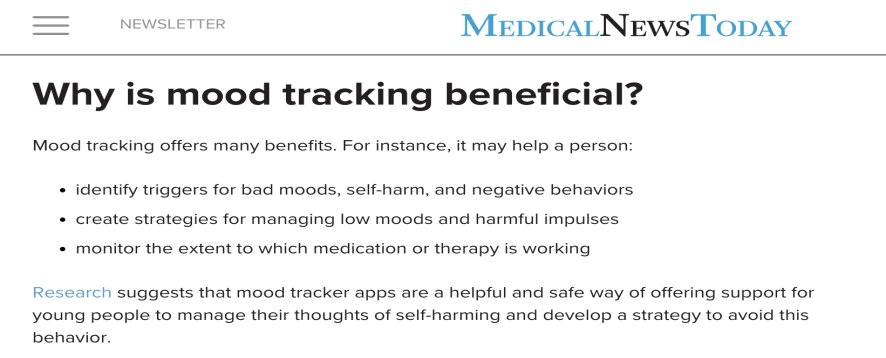 NEWSLETTER
MEDICALNEWSTODAY
Why is mood tracking beneficial?
Mood tracking offers many benefits. For instance, it may help a person:
• identify triggers for bad moods, self-harm, and negative behaviors
• create strategies for managing low moods and harmful impulses
• monitor the extent to which medication or therapy is working
Research suggests that mood tracker apps are a helpful and safe way of offering support for
young people to manage their thoughts of self-harming and develop a strategy to avoid this
behavior.